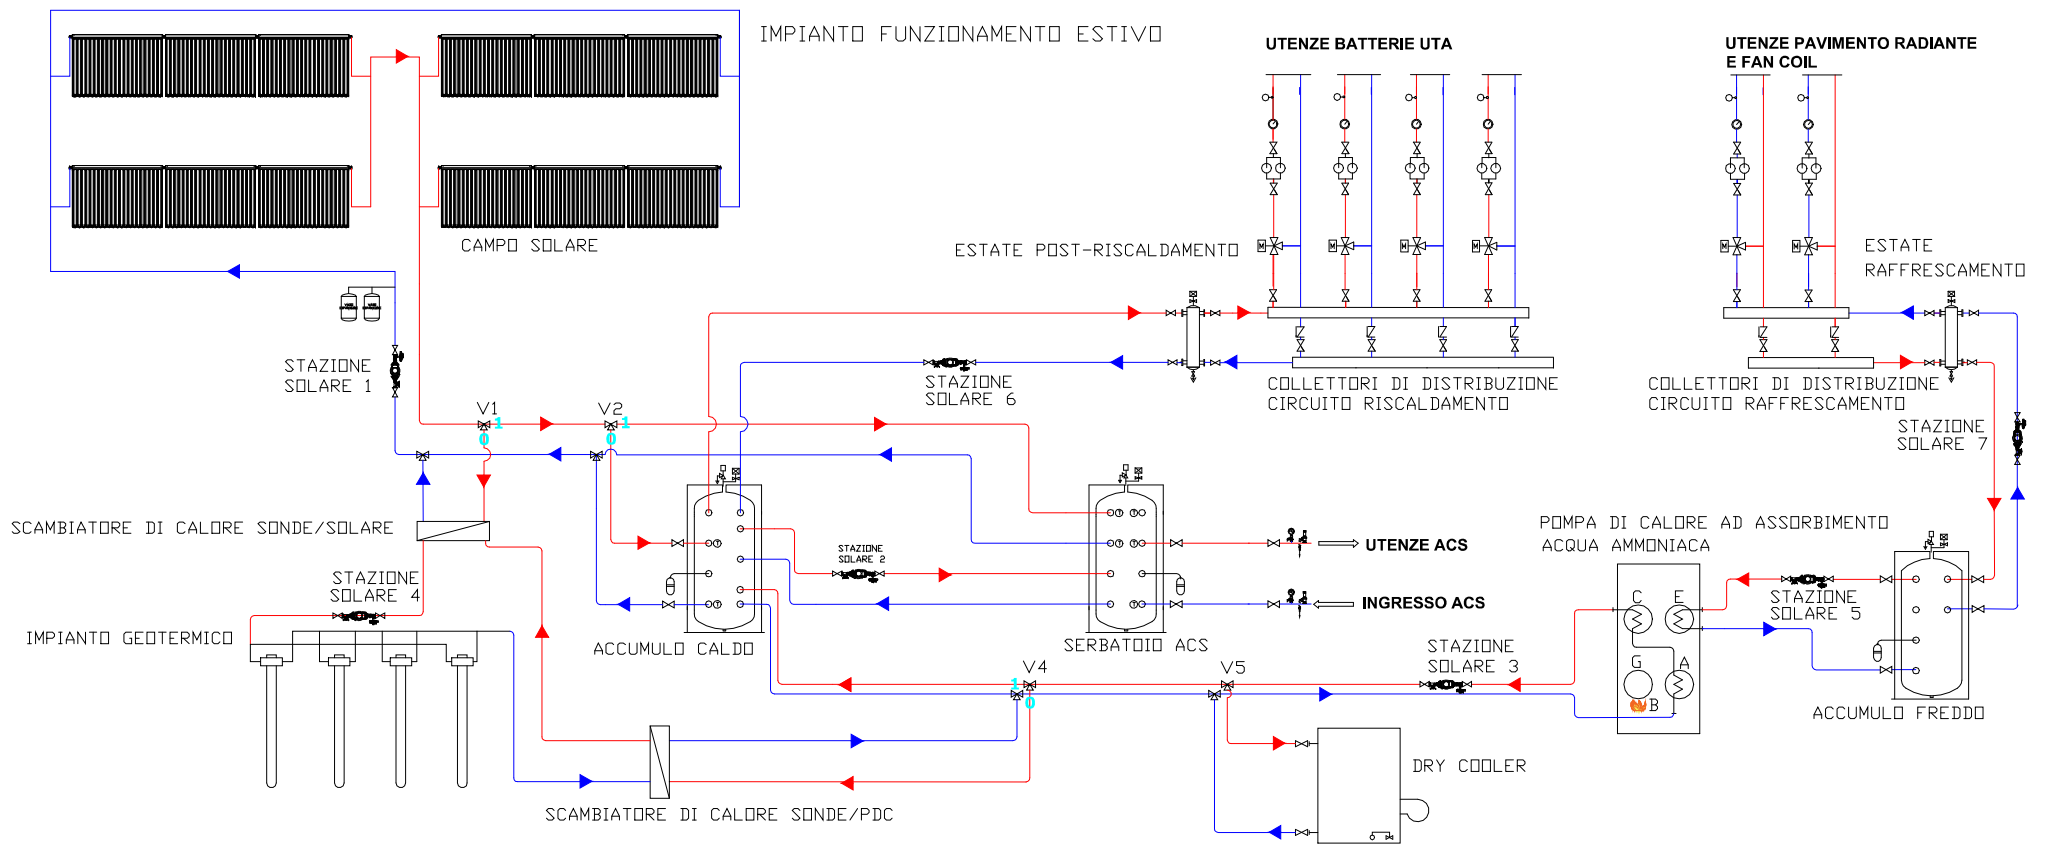 IMPIANTO FUNZIONAMENTO ESTIVO
UTENZE BATTERIE UTA
UTENZE PAVIMENTO RADIANTE
E FAN COIL
CAMPO SOLARE
ESTATE POST-RISCALDAMENTO
M
M
M
M
M
M
ESTATE
RAFFRESCAMENTO
STAZIONE
SOLARE 1
STAZIONE
SOLARE 6
COLLETTORI DI DISTRIBUZIONE
CIRCUITO RISCALDAMENTO
COLLETTORI DI DISTRIBUZIONE
CIRCUITO RAFFRESCAMENTO
STAZIONE
SOLARE 7
V1
1
0
V2
1
0
SCAMBIATORE DI CALORE SONDE/SOLARE
STAZIONE
SOLARE 2
UTENZE ACS
INGRESSO ACS
POMPA DI CALORE AD ASSORBIMENTO
ACQUA AMMONIACA
STAZIONE
SOLARE 4
STAZIONE
SOLARE 5
C
E
G
A
B
IMPIANTO GEOTERMICO
ACCUMULO CALDO
SERBATOIO ACS
STAZIONE
SOLARE 3
V4
1
0
V5
ACCUMULO FREDDO
DRY COOLER
SCAMBIATORE DI CALORE SONDE/PDC